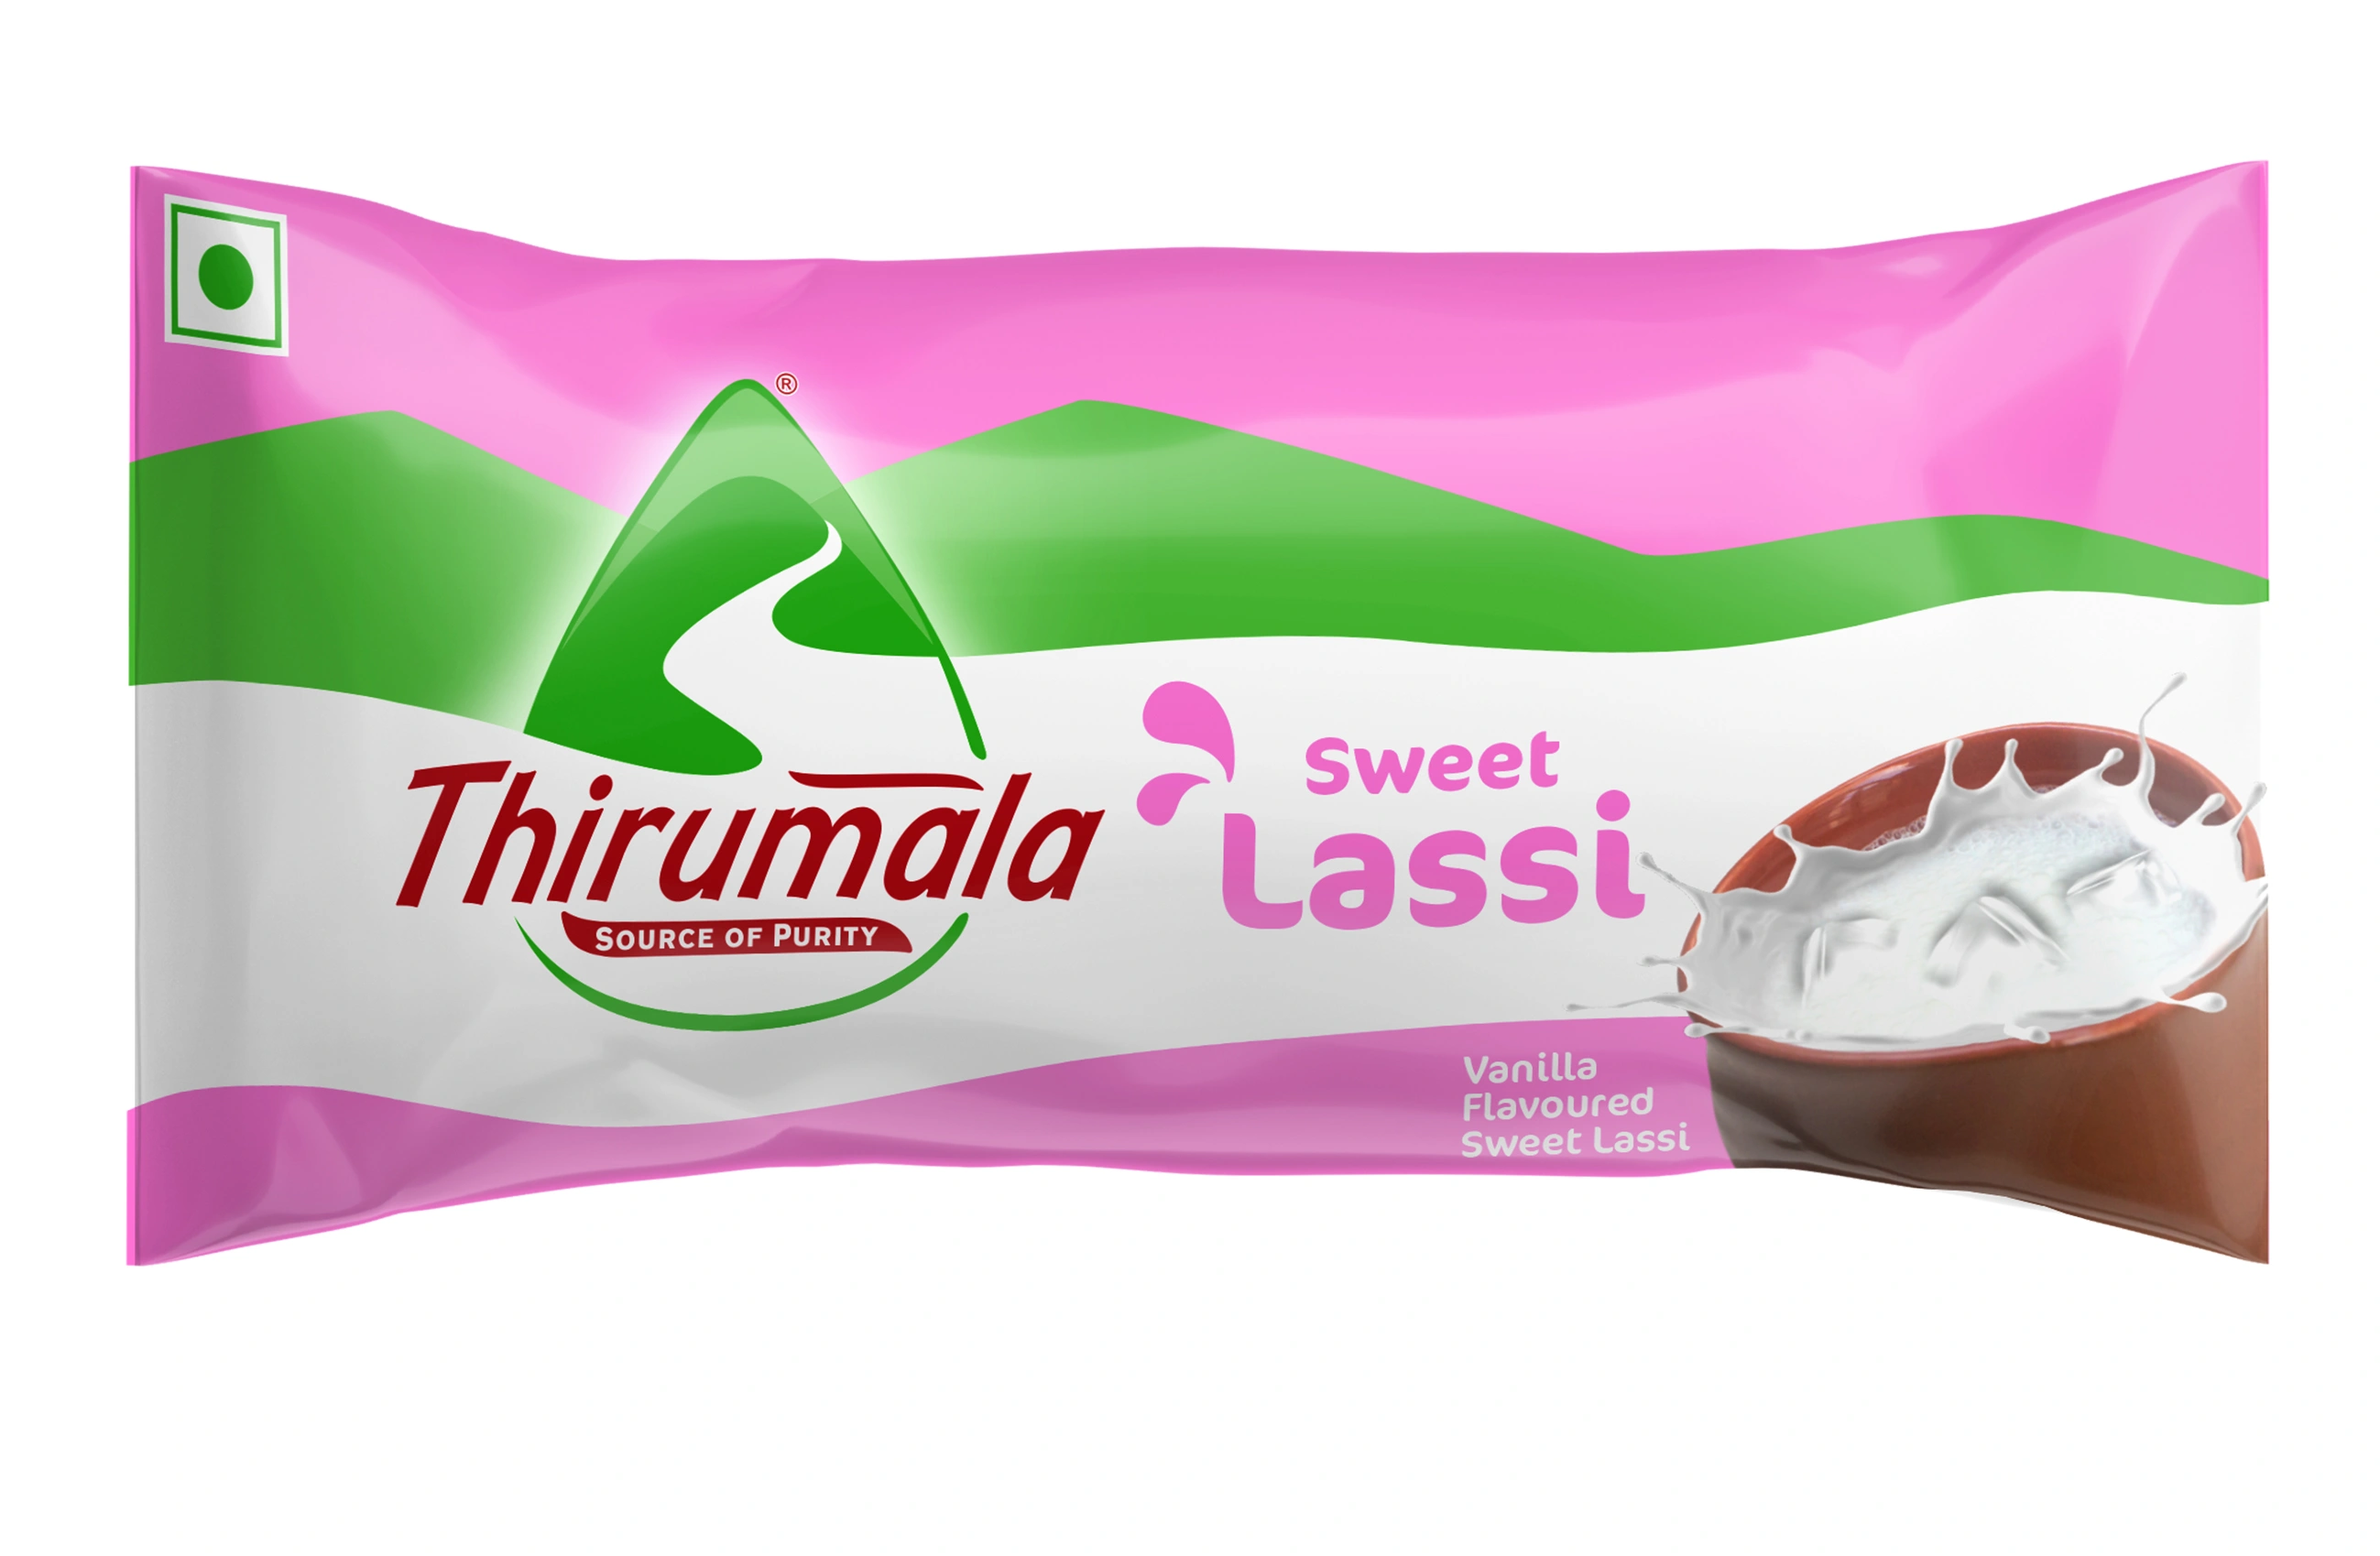 ®
Thirumala
SOURCE OF PURITY
Sweet
Lassi
Vanilla
Flavoured
Sweet Lassi